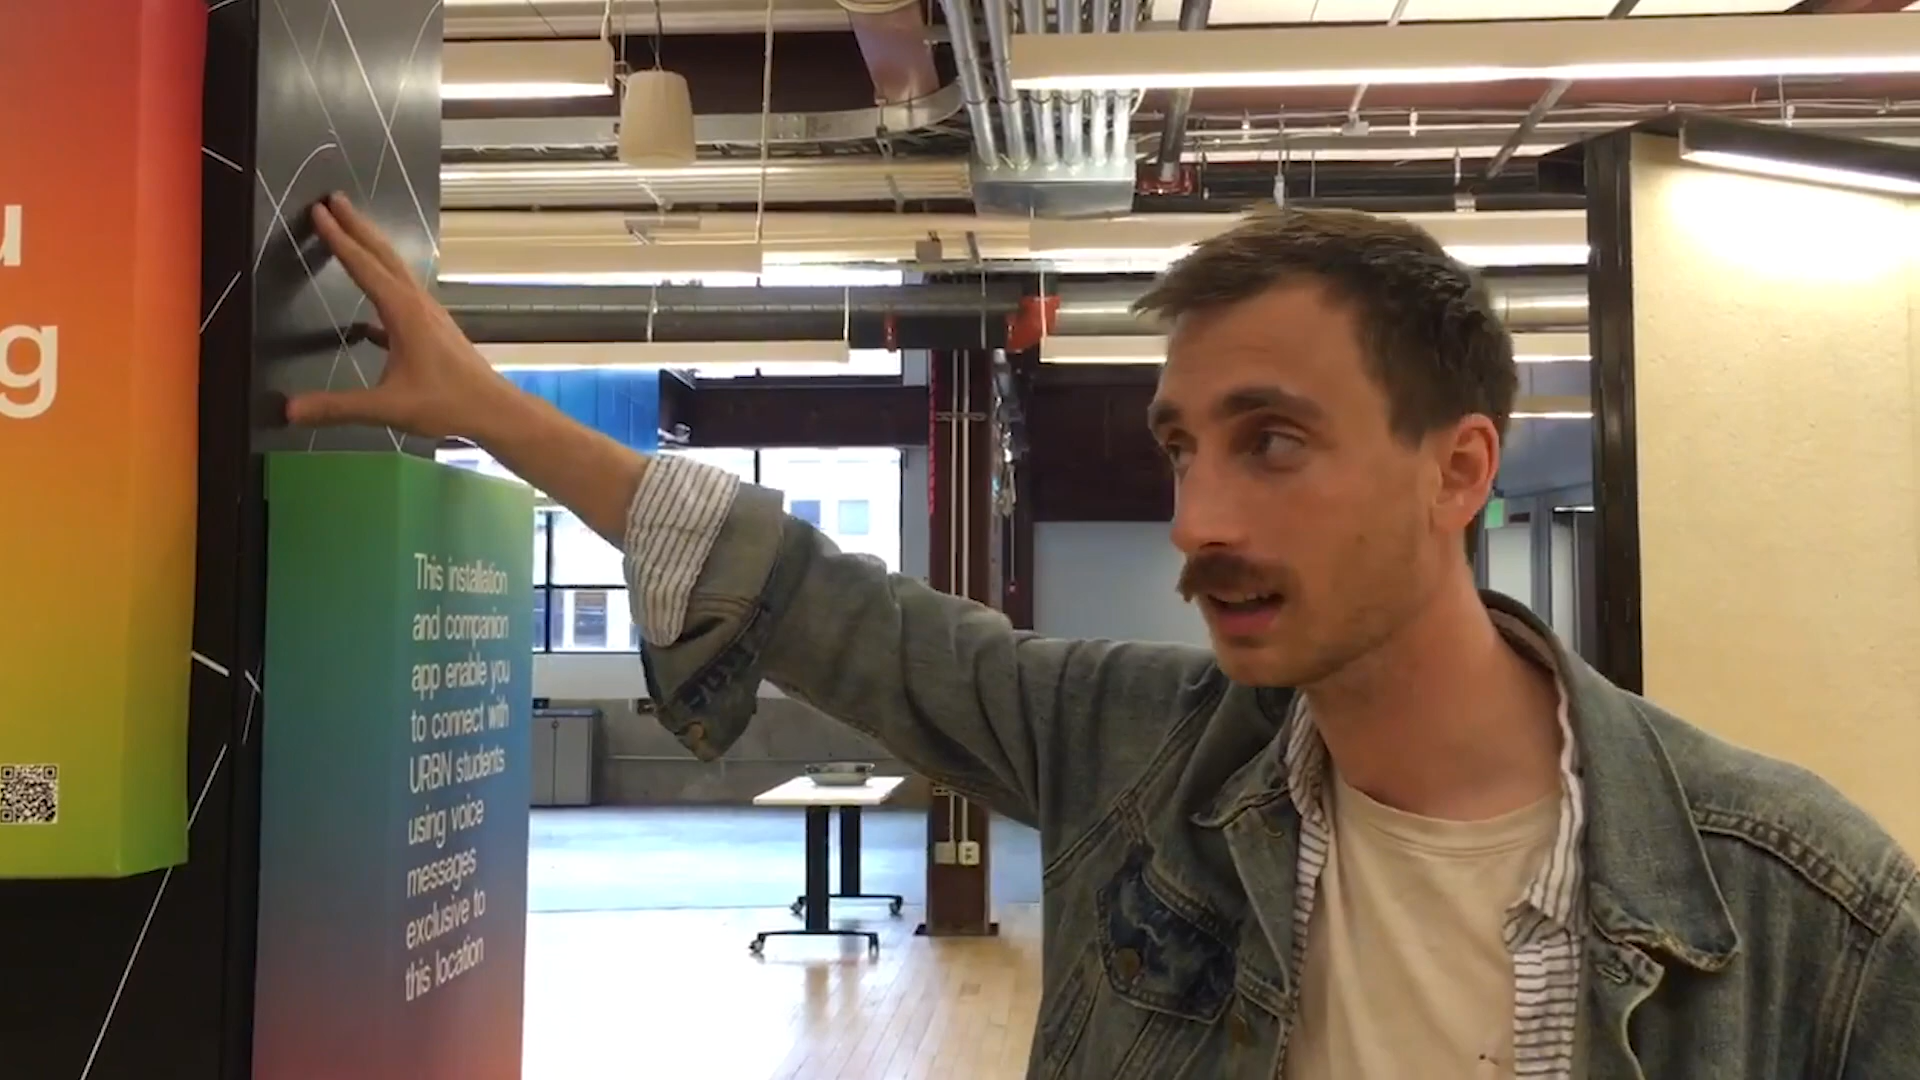 u
g
This installation
and companion
app enable you
to connect with
URBN students
using voice
messages
exclusive to
this location